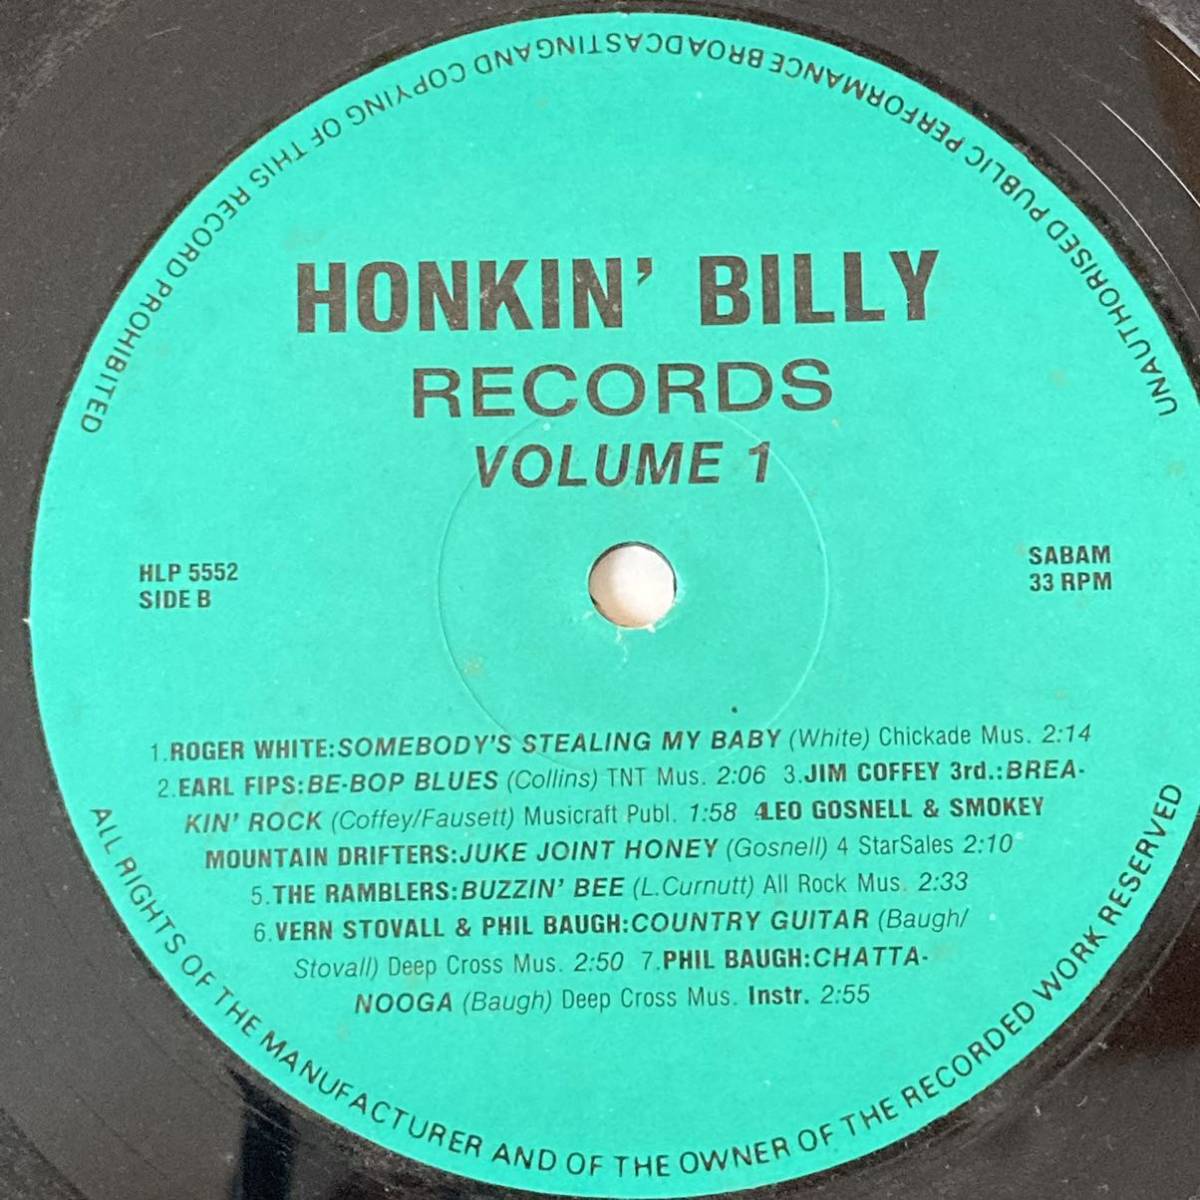 UNAUTHORISED PUBLIC PERFORMANCE BROADCASTING AND COPYING OF THIS RECORD PROHIBITED
HONKIN' BILLY
RECORDS
VOLUME 1
HLP 5552
SIDE B
SABAM
33 RPM
1.ROGER WHITE:SOMEBODY'S STEALING MY BABY (White) Chickade Mus. 2:14
2.EARL FIPS:BE-BOP BLUES (Collins) TNT Mus. 2:06 3.JIM COFFEY 3rd.:BREA-
KIN' ROCK (Coffey/Fausett) Musicraft Publ. 1:58 4.LEO GOSNELL & SMOKEY
MOUNTAIN DRIFTERS:JUKE JOINT HONEY (Gosnell) 4 StarSales 2:10
5.THE RAMBLERS:BUZZIN' BEE (L.Curnutt) All Rock Mus. 2:33
6.VERN STOVALL & PHIL BAUGH:COUNTRY GUITAR (Baugh/
Stovall) Deep Cross Mus. 2:50 7.PHIL BAUGH:CHATTA-
NOOGA (Baugh) Deep Cross Mus. Instr. 2:55
ALL RIGHTS OF THE MANUFACTURER AND OF THE OWNER OF THE RECORDED WORK RESERVED